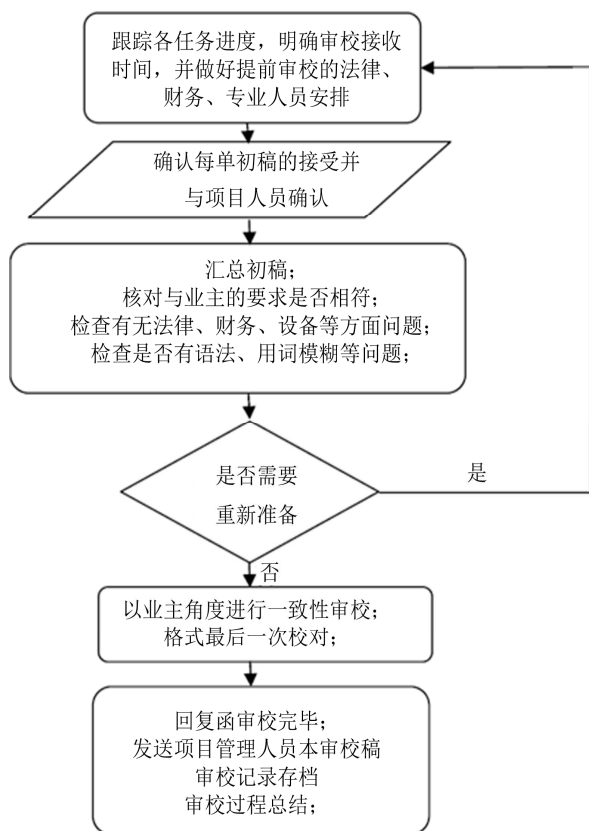 跟踪各任务进度，明确审校接收
时间，并做好提前审校的法律、
财务、专业人员安排
确认每单初稿的接受并
与项目人员确认
汇总初稿；
核对与业主的要求是否相符；
检查有无法律、财务、设备等方面问题；
检查是否有语法、用词模糊等问题；
是否需要
重新准备
是
否
以业主角度进行一致性审校；
格式最后一次校对；
回复函审校完毕；
发送项目管理人员本审校稿
审校记录存档
审校过程总结；